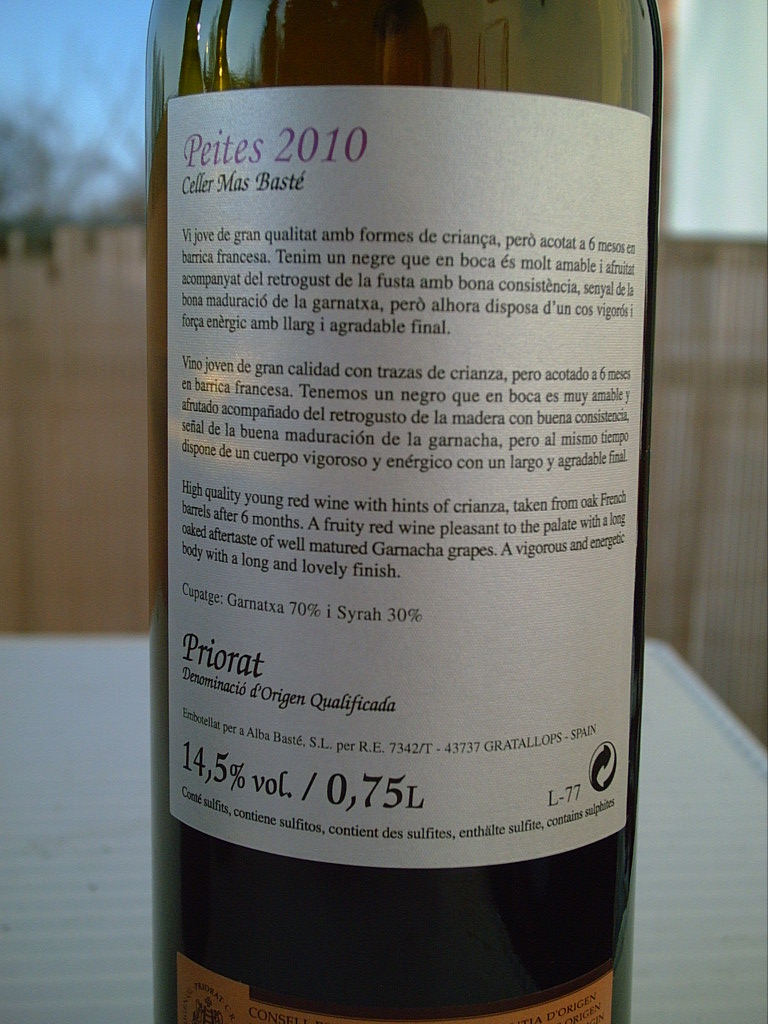 Peites 2010
Celler Mas Basté
Vi jove de gran qualitat amb formes de criança, però acotat a 6 mesos en
barrica francesa. Tenim un negre que en boca és molt amable i afruitat
acompanyat del retrogust de la fusta amb bona consistència, senyal de la
bona maduració de la garnatxa, però alhora disposa d'un cos vigorós i
força enèrgic amb llarg i agradable final.
Vino joven de gran calidad con trazas de crianza, pero acotado a 6 meses
en barrica francesa. Tenemos un negro que en boca es muy amable y
afrutado acompañado del retrogusto de la madera con buena consistencia,
señal de la buena maduración de la garnacha, pero al mismo tiempo
dispone de un cuerpo vigoroso y enérgico con un largo y agradable final.
High quality young red wine with hints of crianza, taken from oak French
barrels after 6 months. A fruity red wine pleasant to the palate with a long
oaked aftertaste of well matured Garnacha grapes. A vigorous and energetic
body with a long and lovely finish.
Cupatge: Garnatxa 70% i Syrah 30%
Priorat
Denominació d'Origen Qualificada
Embotellat per a Alba Basté, S.L. per R.E. 7342/T - 43737 GRATALLOPS - SPAIN
14,5% vol. / 0,75L
L-77
Conté sulfits, contiene sulfitos, contient des sulfites, enthälte sulfite, contains sulphites
PRIORAT
CONSELL
D'ORIGEN
ORIGEN